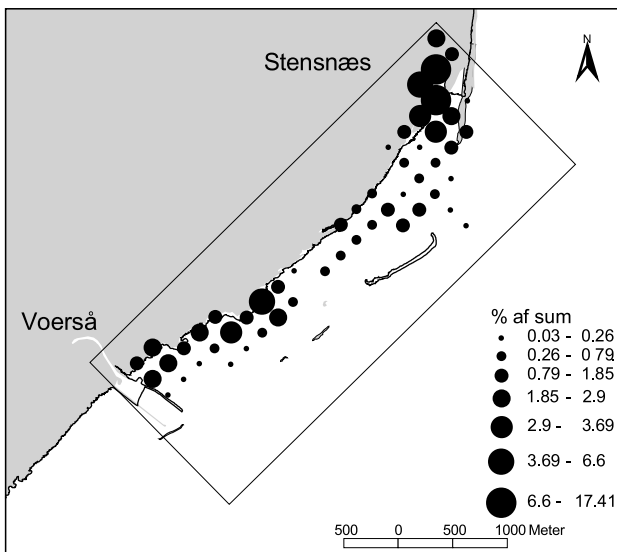 N
Stensnæs
Voerså
% af sum
0.03 - 0.26
0.26 - 0.79
0.79 - 1.85
1.85 - 2.9
2.9 - 3.69
3.69 - 6.6
6.6 - 17.41
500 0 500 1000 Meter